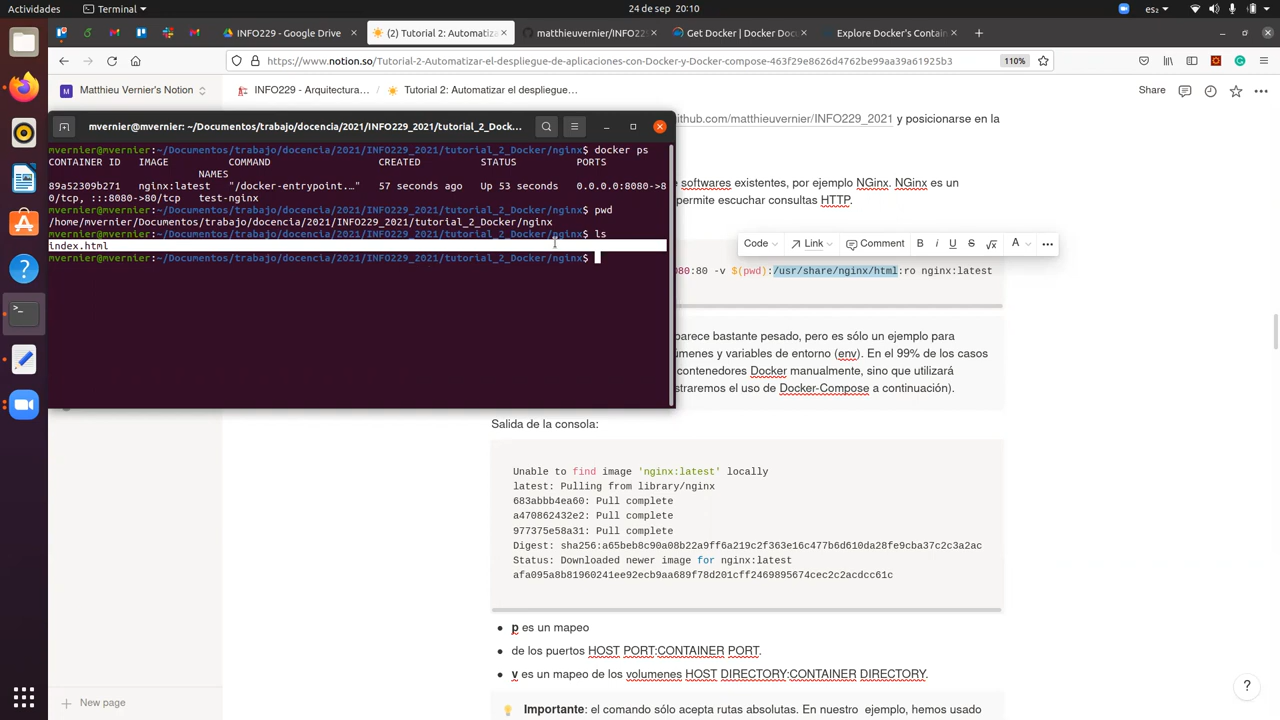 Actividades
Terminal
24 de sep 20:10
es₂
INFO229 - Google Drive
(2) Tutorial 2: Automatiza
matthieuvernier/INFO229
Get Docker | Docker Docu
Explore Docker's Contain
https://www.notion.so/Tutorial-2-Automatizar-el-despliegue-de-aplicaciones-con-Docker-y-Docker-compose-463f29e8626d4762be99aa39a61925b3
110%
M Matthieu Vernier's Notion
INFO229 - Arquitectura…
Tutorial 2: Automatizar el despliegue…
Share
mvernier@mvernier: ~/Documentos/trabajo/docencia/2021/INFO229_2021/tutorial_2_Dock...
github.com/matthieuvernier/INFO229_2021 y posicionarse en la
mvernier@mvernier:~/Documentos/trabajo/docencia/2021/INFO229_2021/tutorial_2_Docker/nginx$ docker ps
CONTAINER ID IMAGE COMMAND CREATED STATUS PORTS
NAMES
89a52309b271 nginx:latest "/docker-entrypoint.…" 57 seconds ago Up 53 seconds 0.0.0.0:8080->8
0/tcp, :::8080->80/tcp test-nginx
mvernier@mvernier:~/Documentos/trabajo/docencia/2021/INFO229_2021/tutorial_2_Docker/nginx$ pwd
/home/mvernier/Documentos/trabajo/docencia/2021/INFO229_2021/tutorial_2_Docker/nginx
mvernier@mvernier:~/Documentos/trabajo/docencia/2021/INFO229_2021/tutorial_2_Docker/nginx$ ls
index.html
mvernier@mvernier:~/Documentos/trabajo/docencia/2021/INFO229_2021/tutorial_2_Docker/nginx$
e softwares existentes, por ejemplo NGinx. NGinx es un
permite escuchar consultas HTTP.
Code Link Comment B i U S √x A
080:80 -v $(pwd):/usr/share/nginx/html:ro nginx:latest
parece bastante pesado, pero es sólo un ejemplo para
úmenes y variables de entorno (env). En el 99% de los casos
contenedores Docker manualmente, sino que utilizará
straremos el uso de Docker-Compose a continuación).
Salida de la consola:
Unable to find image 'nginx:latest' locally
latest: Pulling from library/nginx
683abbb4ea60: Pull complete
a470862432e2: Pull complete
977375e58a31: Pull complete
Digest: sha256:a65beb8c90a08b22a9ff6a219c2f363e16c477b6d610da28fe9cba37c2c3a2ac
Status: Downloaded newer image for nginx:latest
afa095a8b81960241ee92ecb9aa689f78d201cff2469895674cec2c2acdcc61c
• p es un mapeo
• de los puertos HOST PORT:CONTAINER PORT.
• v es un mapeo de los volumenes HOST DIRECTORY:CONTAINER DIRECTORY.
Importante: el comando sólo acepta rutas absolutas. En nuestro ejemplo, hemos usado
New page
?